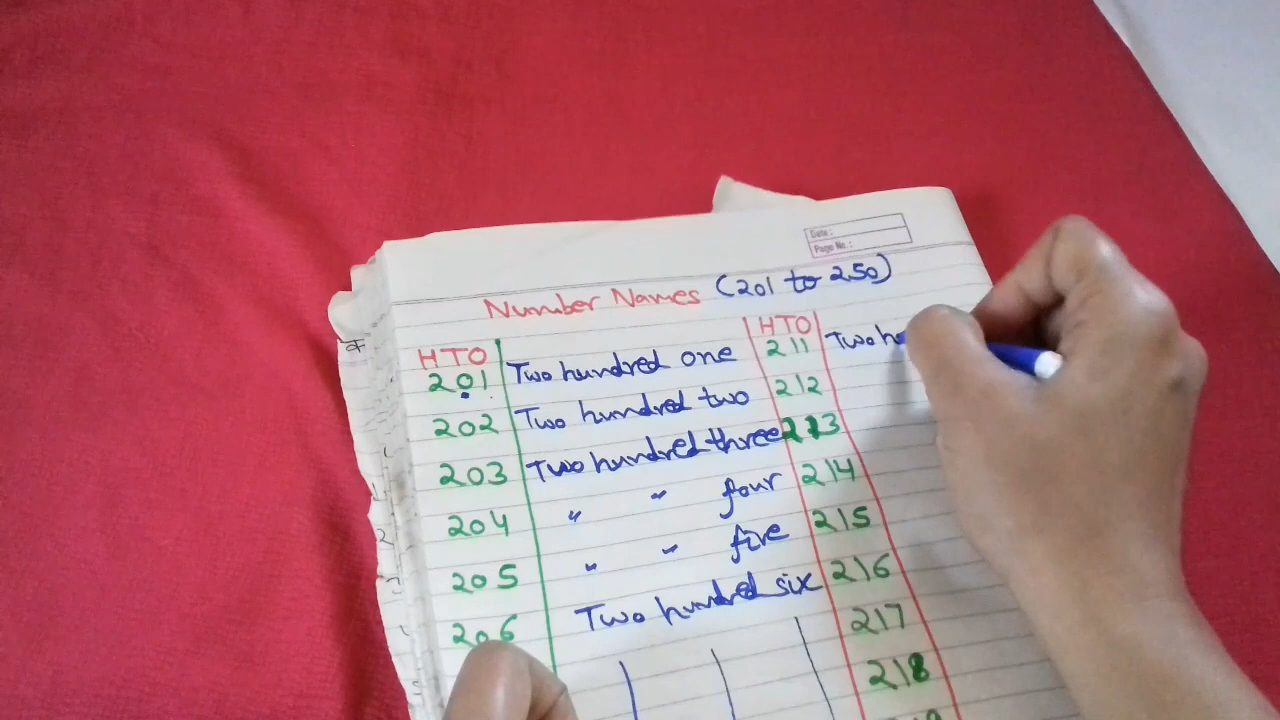 Date :
Page No. :
Number Names (201 to 250)
HTO
201 Two hundred one
202 Two hundred two
203 Two hundred three
204 " " four
205 " " five
206 Two hundred six
HTO
211 Two h
212
213
214
215
216
217
218